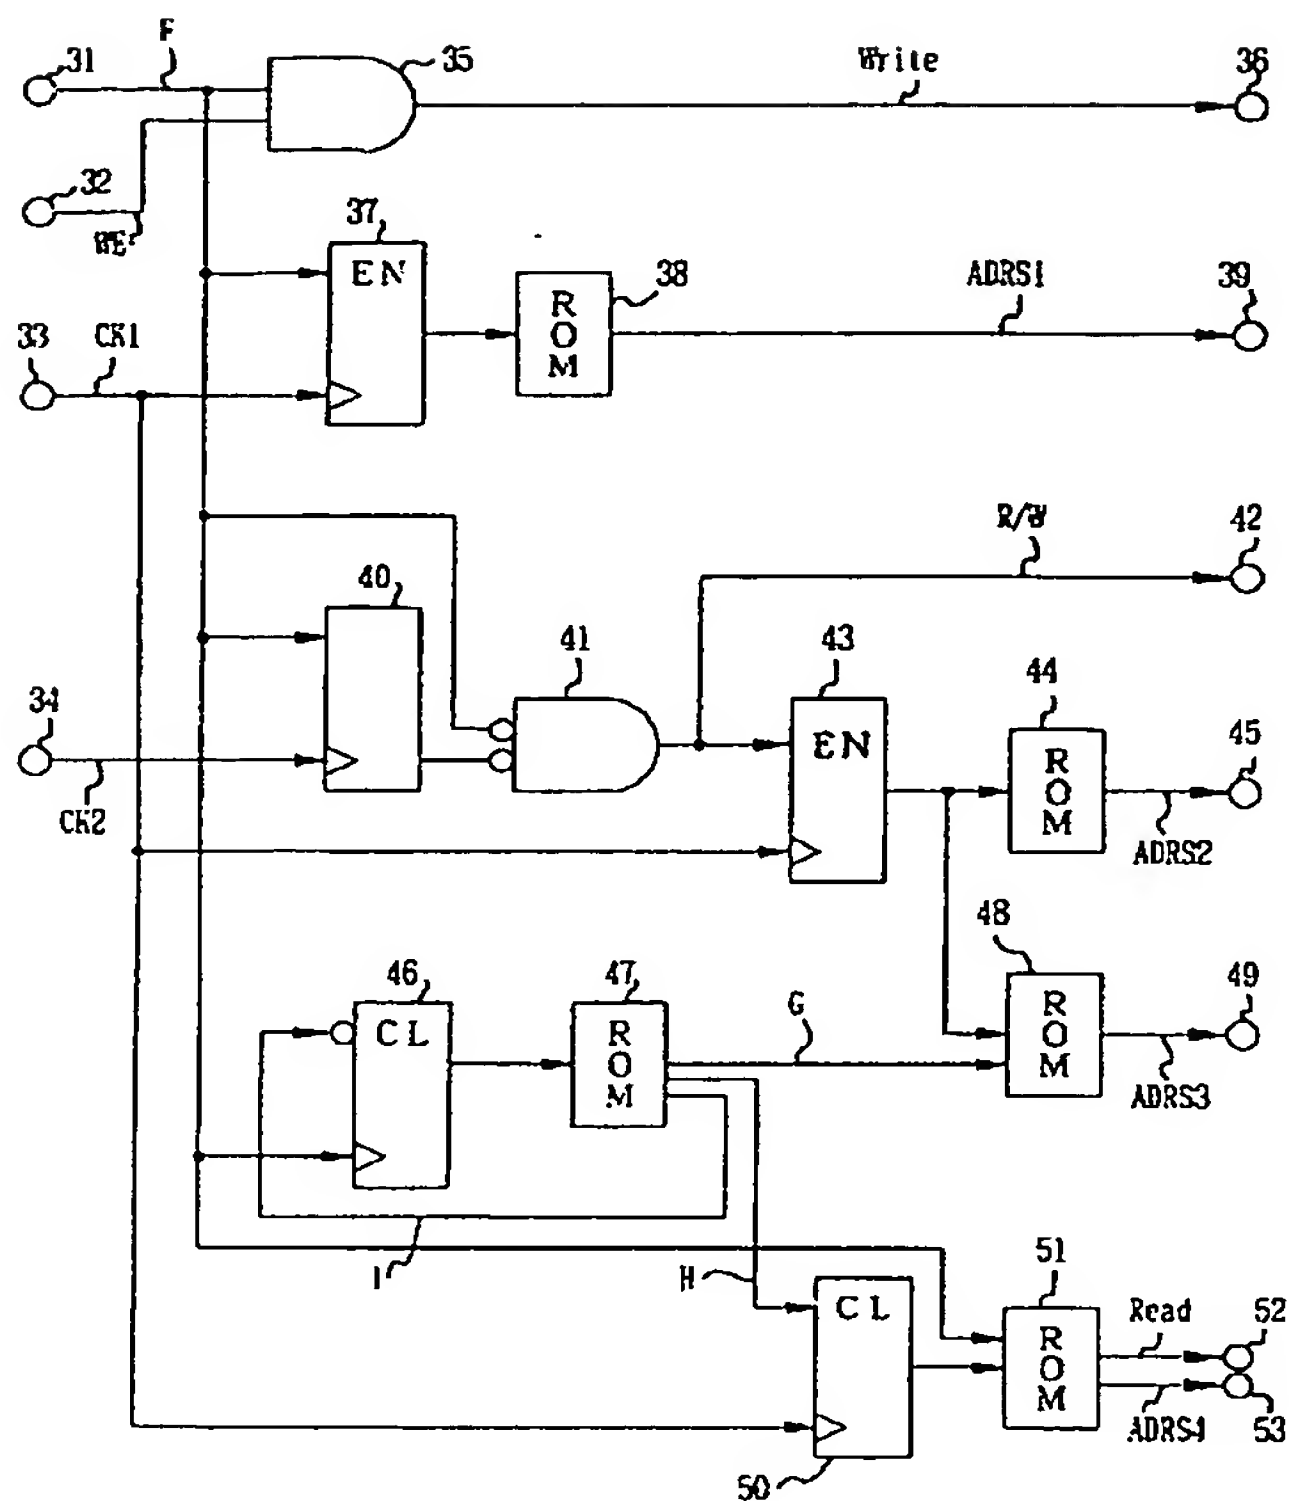 F
31
35
Write
36
32
WE
37
EN
ROM
38
ADRS1
39
33
CK1
R/W
42
40
41
43
EN
44
ROM
45
ADRS2
34
CK2
48
ROM
49
ADRS3
46
CL
47
ROM
G
I
H
CL
50
51
ROM
Read
52
ADRS4
53